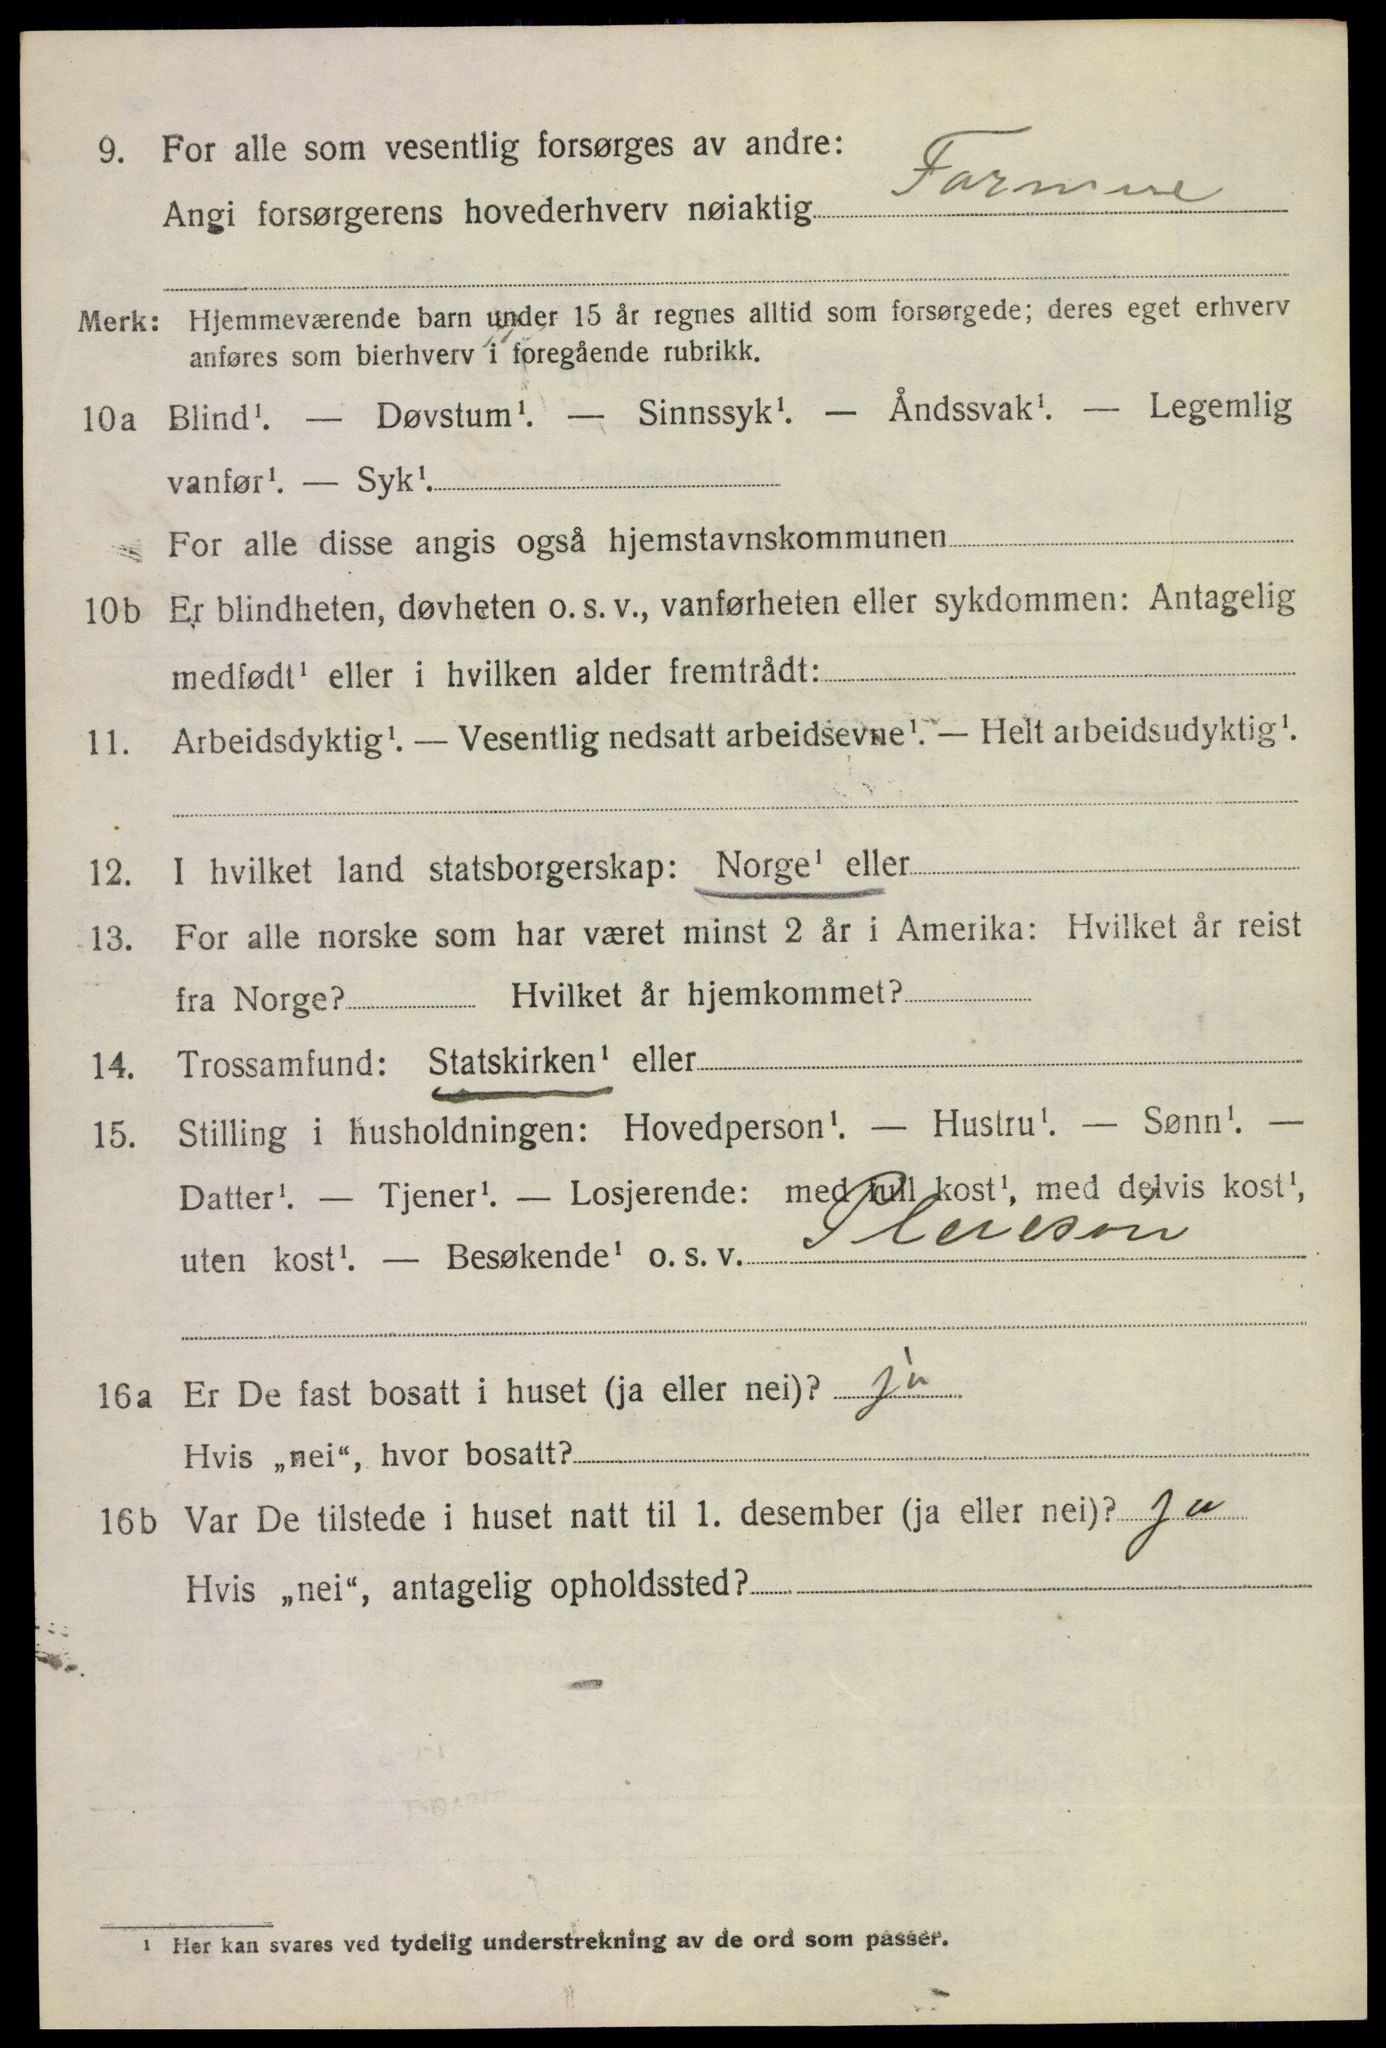 9. For alle som vesentlig forsørges av andre:
Angi forsørgerens hovederhverv nøiaktig
Merk: Hjemmeværende barn under 15 år regnes alltid som forsørgede; deres eget erhverv
anføres som bierhverv i foregående rubrikk.
10a Blind¹. — Døvstum¹. — Sinnssyk¹. — Åndssvak¹. — Legemlig
vanfør¹. — Syk¹.
For alle disse angis også hjemstavnskommunen
10b Er blindheten, døvheten o. s. v., vanførheten eller sykdommen: Antagelig
medfødt¹ eller i hvilken alder fremtrådt:
11. Arbeidsdyktig¹. — Vesentlig nedsatt arbeidsevne¹. — Helt arbeidsudyktig¹.
12. I hvilket land statsborgerskap: Norge¹ eller
13. For alle norske som har været minst 2 år i Amerika: Hvilket år reist
fra Norge? Hvilket år hjemkommet?
14. Trossamfund: Statskirken¹ eller
15. Stilling i husholdningen: Hovedperson¹. — Hustru¹. — Sønn¹. —
Datter¹. — Tjener¹. — Losjerende: med full kost¹, med delvis kost¹,
uten kost¹. — Besøkende¹ o. s. v. Pleiesøn
16a Er De fast bosatt i huset (ja eller nei)? ja
Hvis „nei“, hvor bosatt?
16b Var De tilstede i huset natt til 1. desember (ja eller nei)? ja
Hvis „nei“, antagelig opholdssted?
¹ Her kan svares ved tydelig understrekning av de ord som passer.